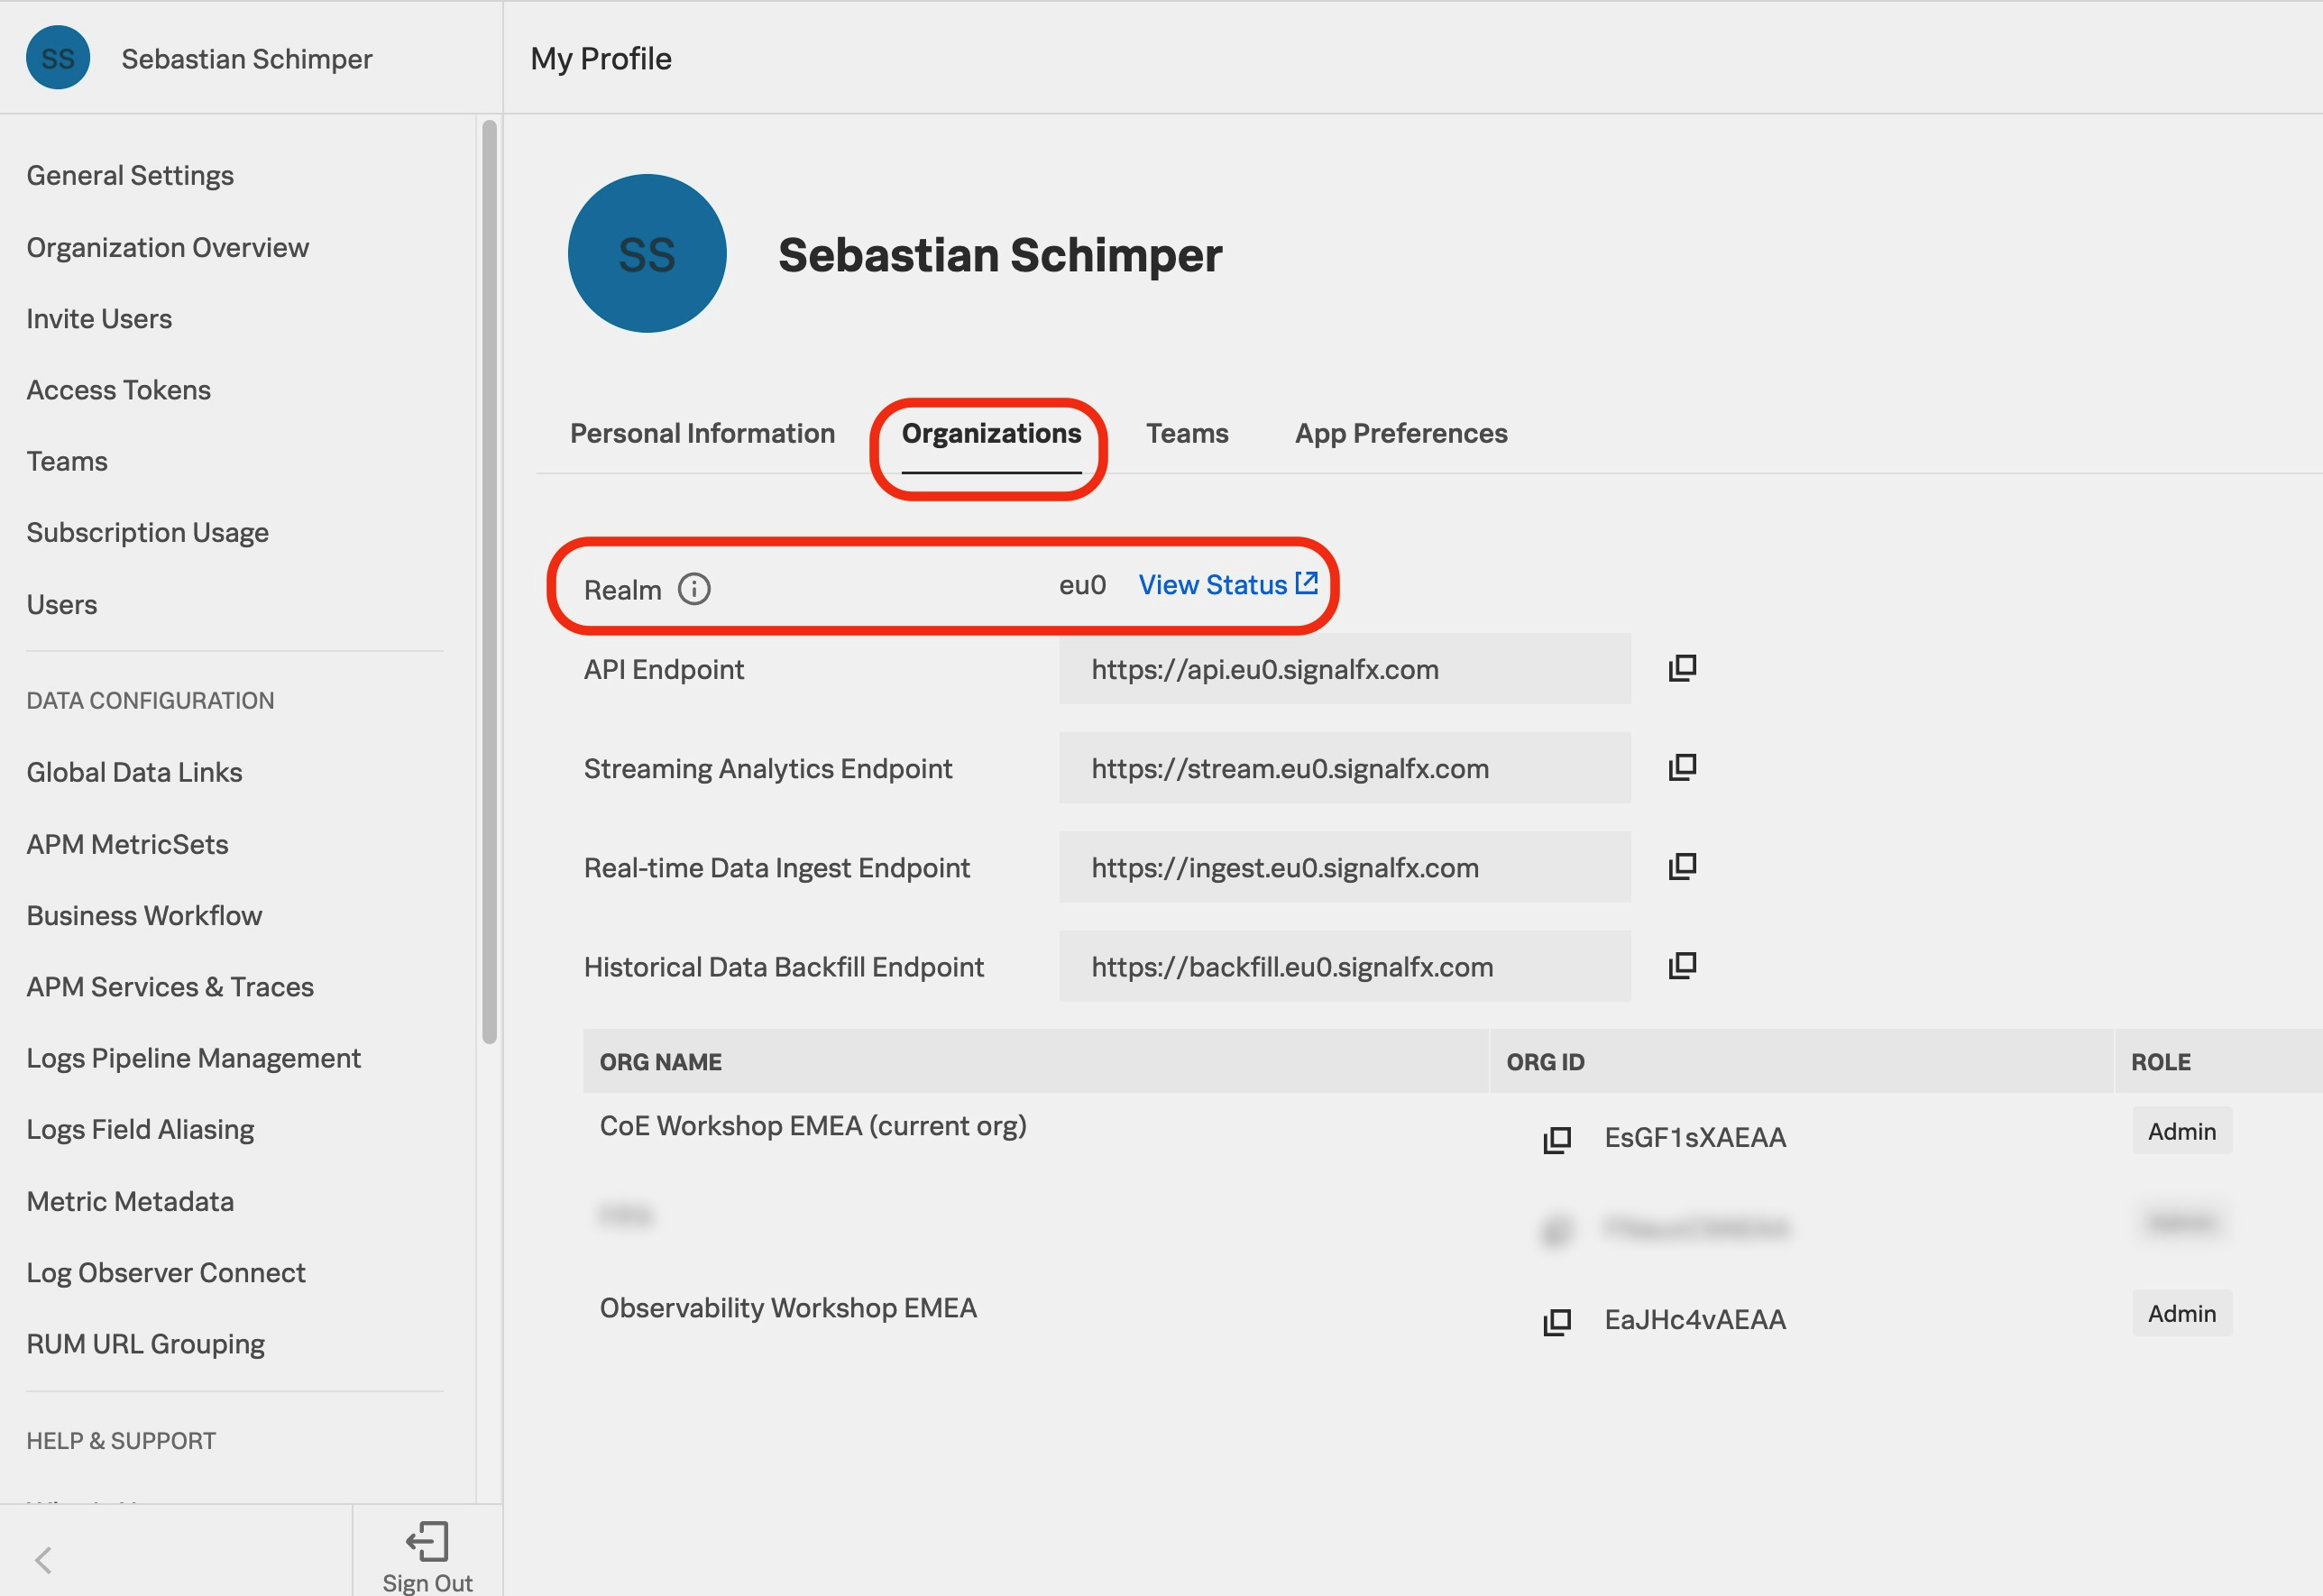 SS
Sebastian Schimper
My Profile
General Settings
Organization Overview
Invite Users
Access Tokens
Teams
Subscription Usage
Users
DATA CONFIGURATION
Global Data Links
APM MetricSets
Business Workflow
APM Services & Traces
Logs Pipeline Management
Logs Field Aliasing
Metric Metadata
Log Observer Connect
RUM URL Grouping
HELP & SUPPORT
Sign Out
SS
Sebastian Schimper
Personal Information Organizations Teams App Preferences
Realm eu0 View Status
API Endpoint https://api.eu0.signalfx.com
Streaming Analytics Endpoint https://stream.eu0.signalfx.com
Real-time Data Ingest Endpoint https://ingest.eu0.signalfx.com
Historical Data Backfill Endpoint https://backfill.eu0.signalfx.com
ORG NAME ORG ID ROLE
CoE Workshop EMEA (current org) EsGF1sXAEAA Admin
Observability Workshop EMEA EaJHc4vAEAA Admin